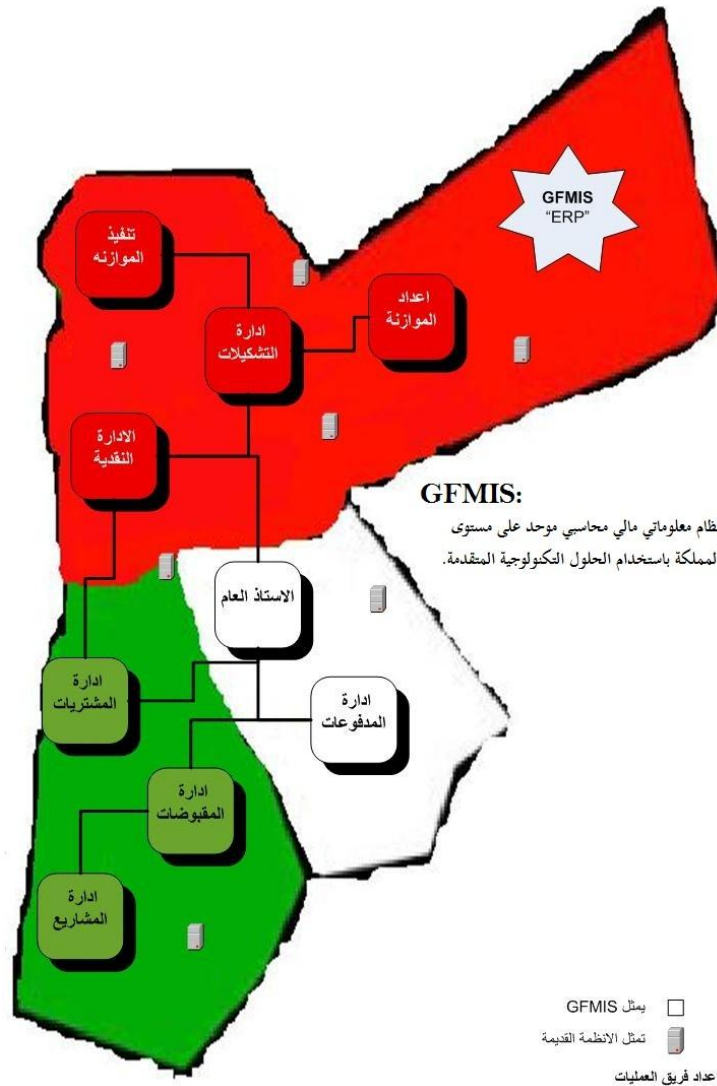 GFMIS
"ERP"
تنفيذ
الموازنه
اعداد
الموازنة
ادارة
التشكيلات
الادارة
النقدية
GFMIS:
ظام معلوماتي مالي محاسبي موحد على مستوى
لمملكة باستخدام الحلول التكنولوجية المتقدمة.
الاستاذ العام
ادارة
المشتريات
ادارة
المدفوعات
ادارة
المقبوضات
ادارة
المشاريع
يمثل GFMIS
تمثل الانظمة القديمة
عداد فريق العمليات